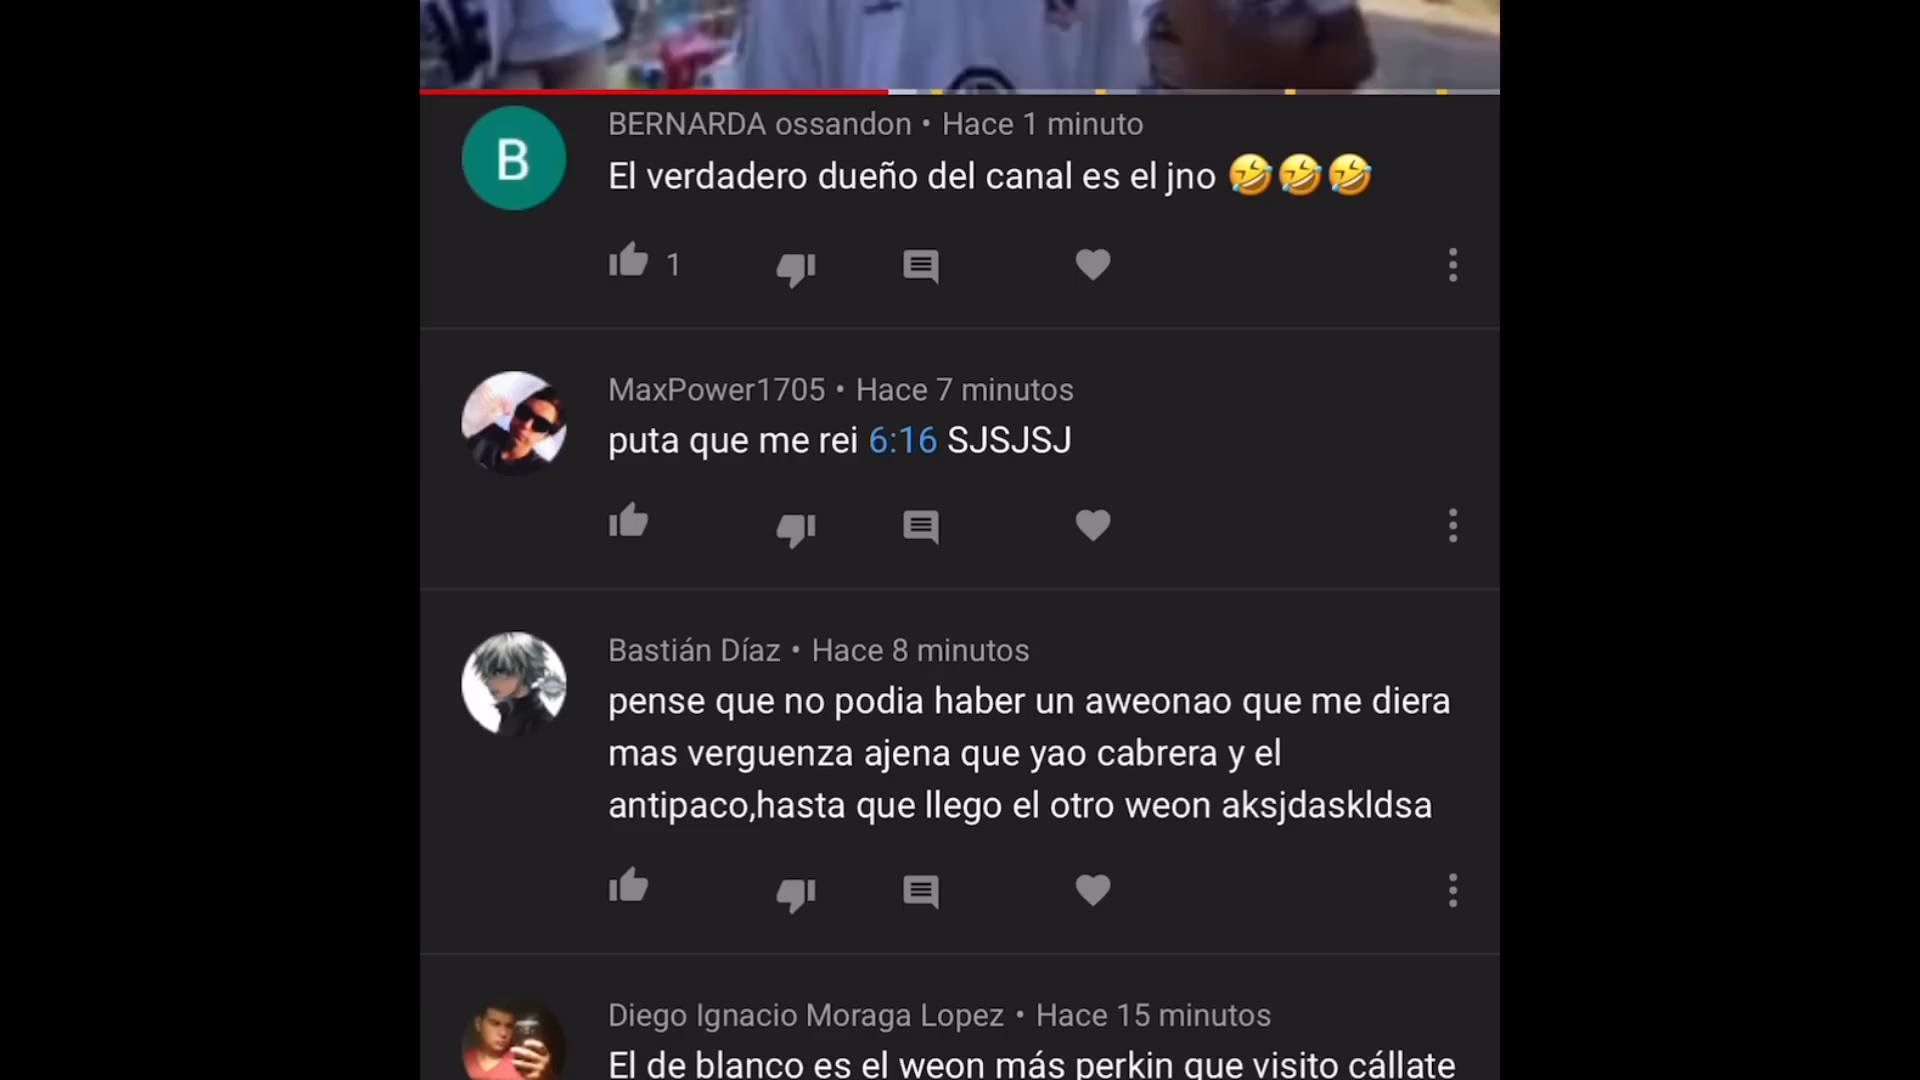 BERNARDA ossandon • Hace 1 minuto
El verdadero dueño del canal es el jno 🤣🤣🤣
B
1
MaxPower1705 • Hace 7 minutos
puta que me rei 6:16 SJSJSJ
Bastián Díaz • Hace 8 minutos
pense que no podia haber un aweonao que me diera
mas verguenza ajena que yao cabrera y el
antipaco,hasta que llego el otro weon aksjdaskldsa
Diego Ignacio Moraga Lopez • Hace 15 minutos
El de blanco es el weon más perkin que visito cállate